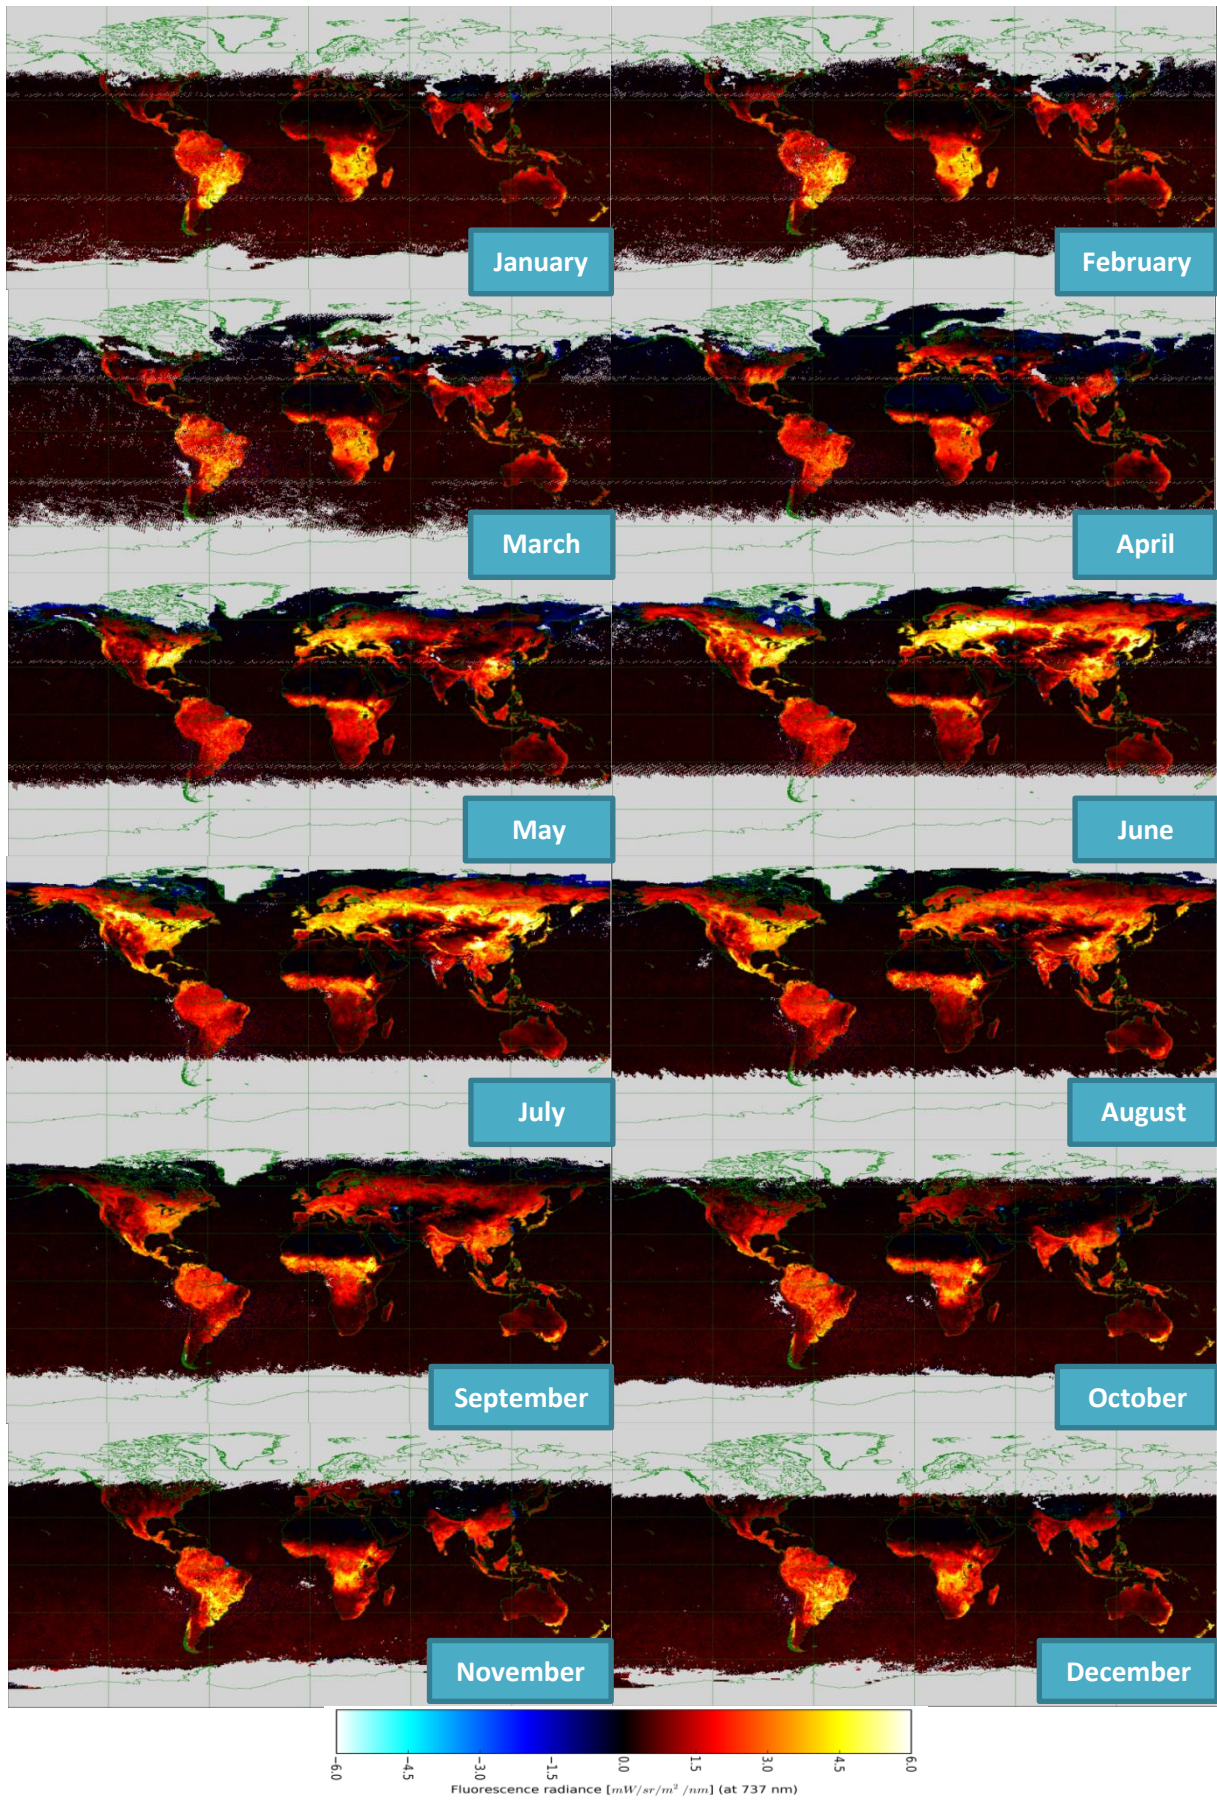 January
February
March
April
May
June
July
August
September
October
November
December
-6.0
-4.5
-3.0
-1.5
0.0
1.5
3.0
4.5
6.0
Fluorescence radiance [mW/sr/m² /nm] (at 737 nm)